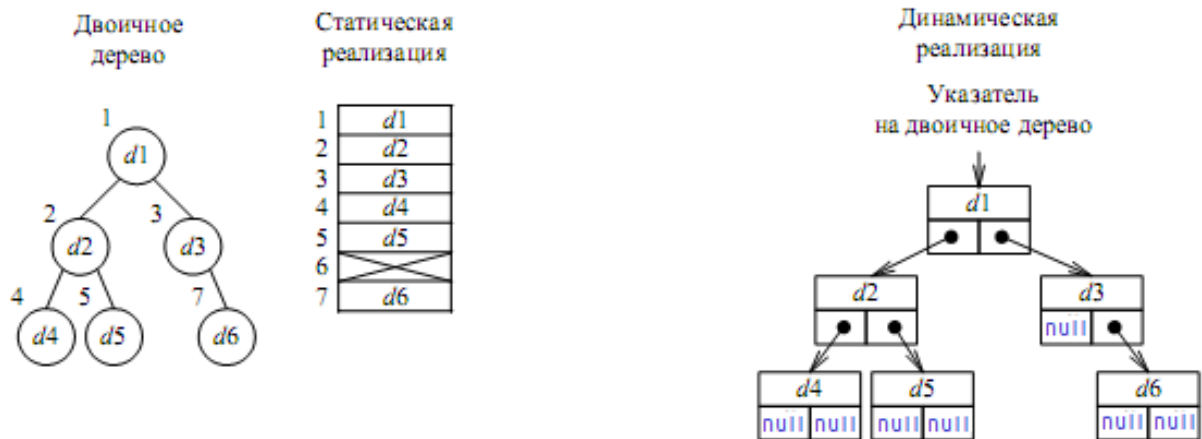 Двоичное
дерево
1
d1
2
3
d2
d3
4
5
7
d4
d5
d6
Статическая
реализация
1 d1
2 d2
3 d3
4 d4
5 d5
6
7 d6
Динамическая
реализация
Указатель
на двоичное дерево
d1
d2
d3
null
d4
d5
d6
null null
null null
null null